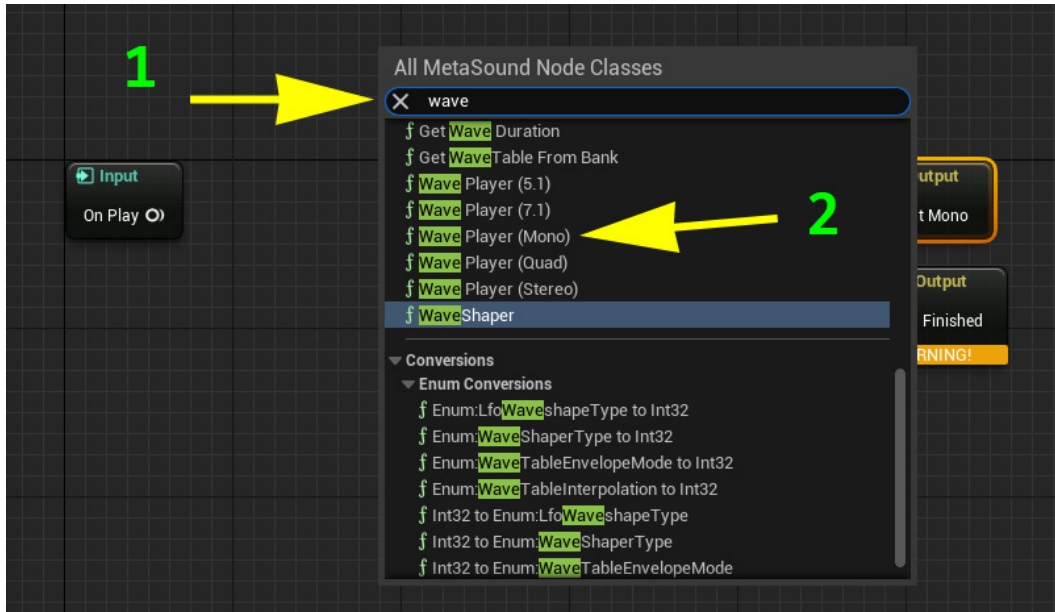 1
All MetaSound Node Classes
wave
f Get Wave Duration
f Get WaveTable From Bank
f Wave Player (5.1)
f Wave Player (7.1)
f Wave Player (Mono)
f Wave Player (Quad)
f Wave Player (Stereo)
f WaveShaper
2
Conversions
Enum Conversions
f Enum:LfoWaveshapeType to Int32
f Enum:WaveShaperType to Int32
f Enum:WaveTableEnvelopeMode to Int32
f Enum:WaveTableInterpolation to Int32
f Int32 to Enum:LfoWaveshapeType
f Int32 to Enum:WaveShaperType
f Int32 to Enum:WaveTableEnvelopeMode
Input
On Play
utput
t Mono
Output
Finished
RNING!